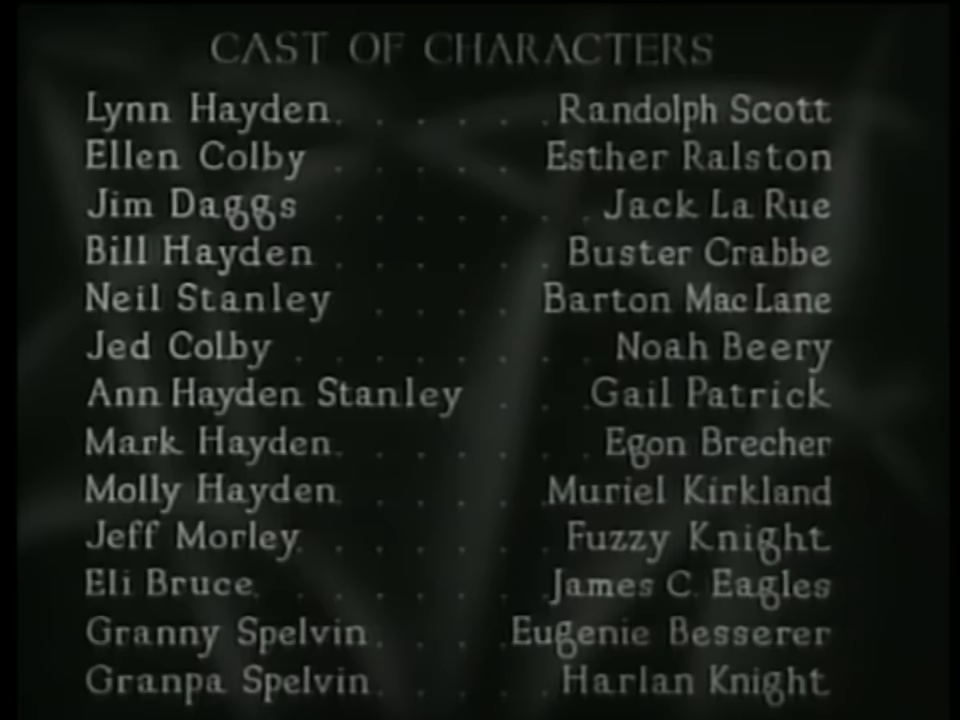 CAST OF CHARACTERS
Lynn Hayden. . . . . . .Randolph Scott
Ellen Colby . . . . . Esther Ralston
Jim Daggs . . . . . . . Jack La Rue
Bill Hayden . . . . . . Buster Crabbe
Neil Stanley . . . . Barton MacLane
Jed Colby . . . . . . . . Noah Beery
Ann Hayden Stanley . . .Gail Patrick
Mark Hayden. . . . . . . Egon Brecher
Molly Hayden. . . . .Muriel Kirkland
Jeff Morley. . . . . . . Fuzzy Knight
Eli Bruce. . . . . . . .James C. Eagles
Granny Spelvin. . . .Eugenie Besserer
Granpa Spelvin. . . . . Harlan Knight